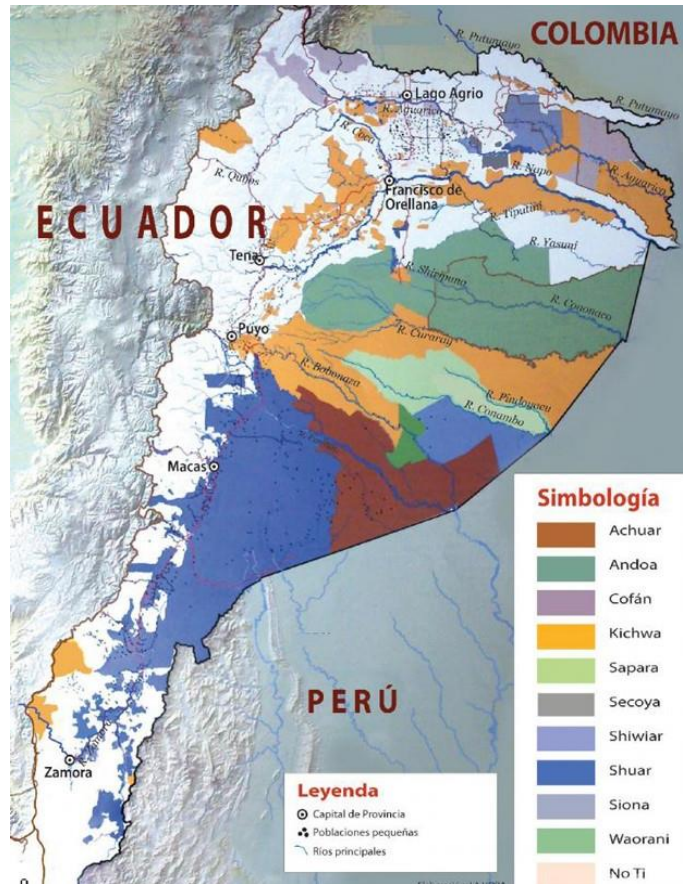 COLOMBIA
R. Putumayo
R. Putumayo
Lago Agrio
R. Aguarico
R. Coca
R. Napo
R. Aguarico
R. Quijos
Francisco de
Orellana
ECUADOR
R. Tiputini
R. Yasuní
Tena
R. Shiripuno
R. Cononaco
Puyo
R. Curaray
R. Bobonaza
R. Pindoyacu
R. Conambo
Macas
PERÚ
Zamora
Simbología
Achuar
Andoa
Cofán
Kichwa
Sapara
Secoya
Shiwiar
Shuar
Siona
Waorani
No Ti
Leyenda
Capital de Provincia
Poblaciones pequeñas
Ríos principales